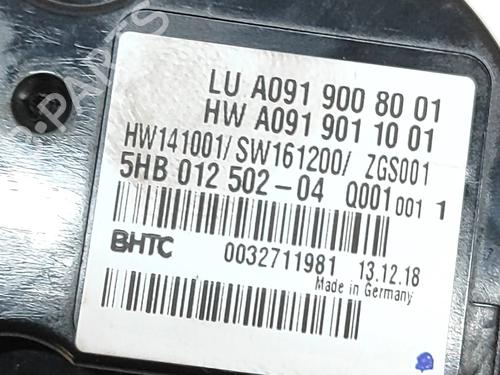 LU A091 900 80 01
HW A091 901 10 01
HW141001/ SW161200/ ZGS001
5HB 012 502-04 Q001 001 1
BHTC 0032711981 13.12.18
Made in Germany